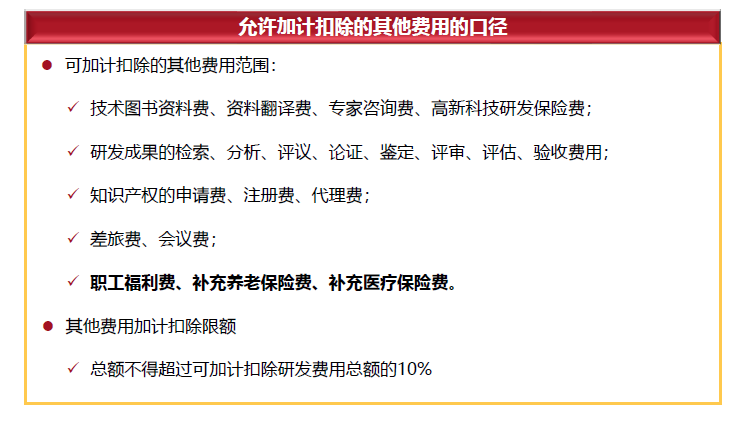 允许加计扣除的其他费用的口径
● 可加计扣除的其他费用范围：
✓ 技术图书资料费、资料翻译费、专家咨询费、高新科技研发保险费；
✓ 研发成果的检索、分析、评议、论证、鉴定、评审、评估、验收费用；
✓ 知识产权的申请费、注册费、代理费；
✓ 差旅费、会议费；
✓ 职工福利费、补充养老保险费、补充医疗保险费。
● 其他费用加计扣除限额
✓ 总额不得超过可加计扣除研发费用总额的10%